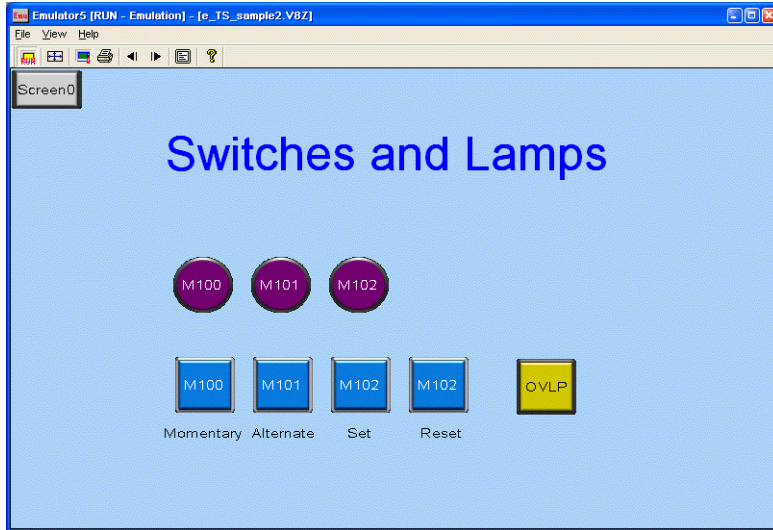 Emulator5 [RUN - Emulation] - [e_TS_sample2.V8Z]
File View Help
Screen0
Switches and Lamps
M100 M101 M102
M100 M101 M102 M102 OVLP
Momentary Alternate Set Reset